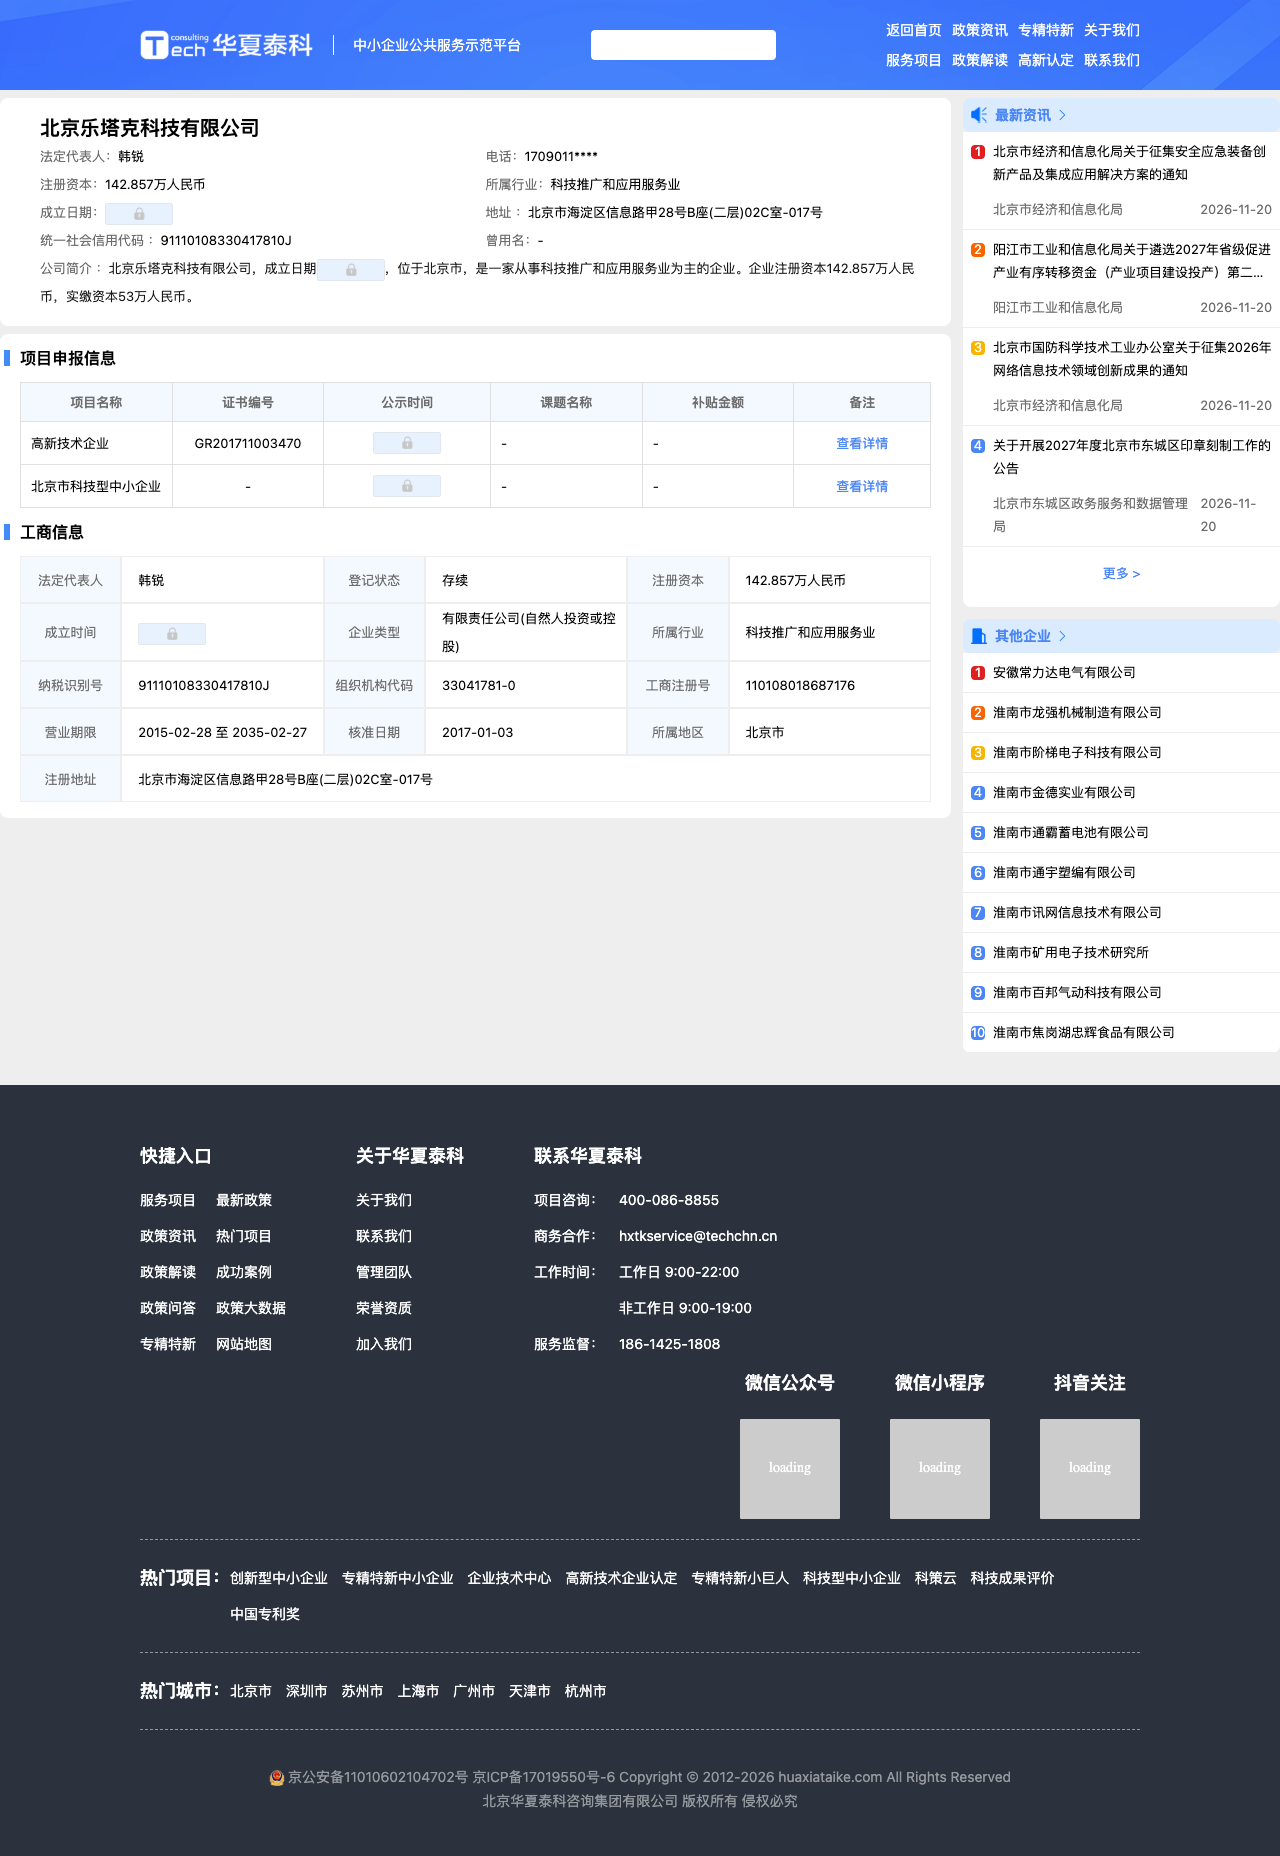 Tech consulting 华夏泰科
中小企业公共服务示范平台
返回首页 政策资讯 专精特新 关于我们
服务项目 政策解读 高新认定 联系我们
北京乐塔克科技有限公司
法定代表人：韩锐 电话：1709011****
注册资本：142.857万人民币 所属行业：科技推广和应用服务业
成立日期： 地址 ：北京市海淀区信息路甲28号B座(二层)02C室-017号
统一社会信用代码 ：91110108330417810J 曾用名：-
公司简介 ：北京乐塔克科技有限公司，成立日期 ，位于北京市，是一家从事科技推广和应用服务业为主的企业。企业注册资本142.857万人民
币，实缴资本53万人民币。
项目申报信息
项目名称 证书编号 公示时间 课题名称 补贴金额 备注
高新技术企业 GR201711003470 - - 查看详情
北京市科技型中小企业 - - - 查看详情
工商信息
法定代表人 韩锐 登记状态 存续 注册资本 142.857万人民币
成立时间 企业类型 有限责任公司(自然人投资或控
股) 所属行业 科技推广和应用服务业
纳税识别号 91110108330417810J 组织机构代码 33041781-0 工商注册号 110108018687176
营业期限 2015-02-28 至 2035-02-27 核准日期 2017-01-03 所属地区 北京市
注册地址 北京市海淀区信息路甲28号B座(二层)02C室-017号
最新资讯
1 北京市经济和信息化局关于征集安全应急装备创
新产品及集成应用解决方案的通知
北京市经济和信息化局 2026-11-20
2 阳江市工业和信息化局关于遴选2027年省级促进
产业有序转移资金（产业项目建设投产）第二...
阳江市工业和信息化局 2026-11-20
3 北京市国防科学技术工业办公室关于征集2026年
网络信息技术领域创新成果的通知
北京市经济和信息化局 2026-11-20
4 关于开展2027年度北京市东城区印章刻制工作的
公告
北京市东城区政务服务和数据管理 2026-11-
局 20
更多 >
其他企业
1 安徽常力达电气有限公司
2 淮南市龙强机械制造有限公司
3 淮南市阶梯电子科技有限公司
4 淮南市金德实业有限公司
5 淮南市通霸蓄电池有限公司
6 淮南市通宇塑编有限公司
7 淮南市讯网信息技术有限公司
8 淮南市矿用电子技术研究所
9 淮南市百邦气动科技有限公司
10 淮南市焦岗湖忠辉食品有限公司
快捷入口 关于华夏泰科 联系华夏泰科
服务项目 最新政策 关于我们 项目咨询： 400-086-8855
政策资讯 热门项目 联系我们 商务合作： hxtkservice@techchn.cn
政策解读 成功案例 管理团队 工作时间： 工作日 9:00-22:00
政策问答 政策大数据 荣誉资质 非工作日 9:00-19:00
专精特新 网站地图 加入我们 服务监督： 186-1425-1808
微信公众号 微信小程序 抖音关注
loading loading loading
热门项目： 创新型中小企业 专精特新中小企业 企业技术中心 高新技术企业认定 专精特新小巨人 科技型中小企业 科策云 科技成果评价
中国专利奖
热门城市： 北京市 深圳市 苏州市 上海市 广州市 天津市 杭州市
京公安备11010602104702号 京ICP备17019550号-6 Copyright © 2012-2026 huaxiataike.com All Rights Reserved
北京华夏泰科咨询集团有限公司 版权所有 侵权必究